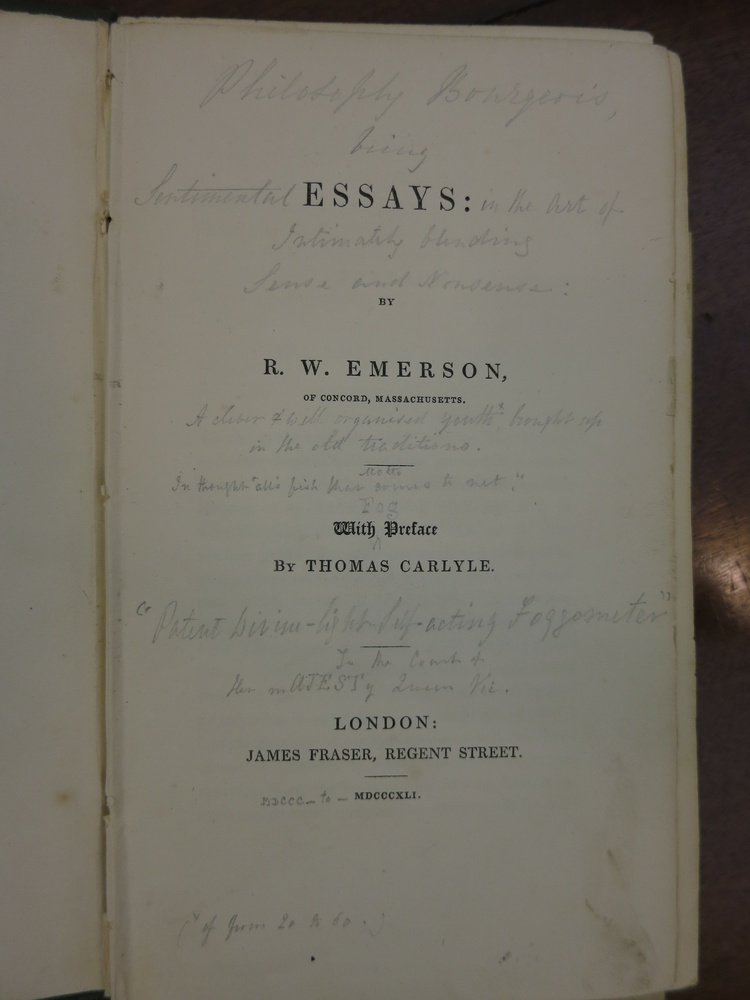 Philosophy Bourgeois,
being
Sentimental ESSAYS: in the art of
Intimately blending
Sense and Nonsense:
BY
R. W. EMERSON,
OF CONCORD, MASSACHUSETTS.
A clever & well organised youth* brought up
in the old traditions.
Motto
In thought "all's fish that comes to net."
Fog
With Preface
BY THOMAS CARLYLE.
"Patent Divine-light Self-acting Foggometer"
To the Court of
Her mAJESTy Queen Vic.
LONDON:
JAMES FRASER, REGENT STREET.
to MDCCCXLI.
(* of from 20 to 60.)